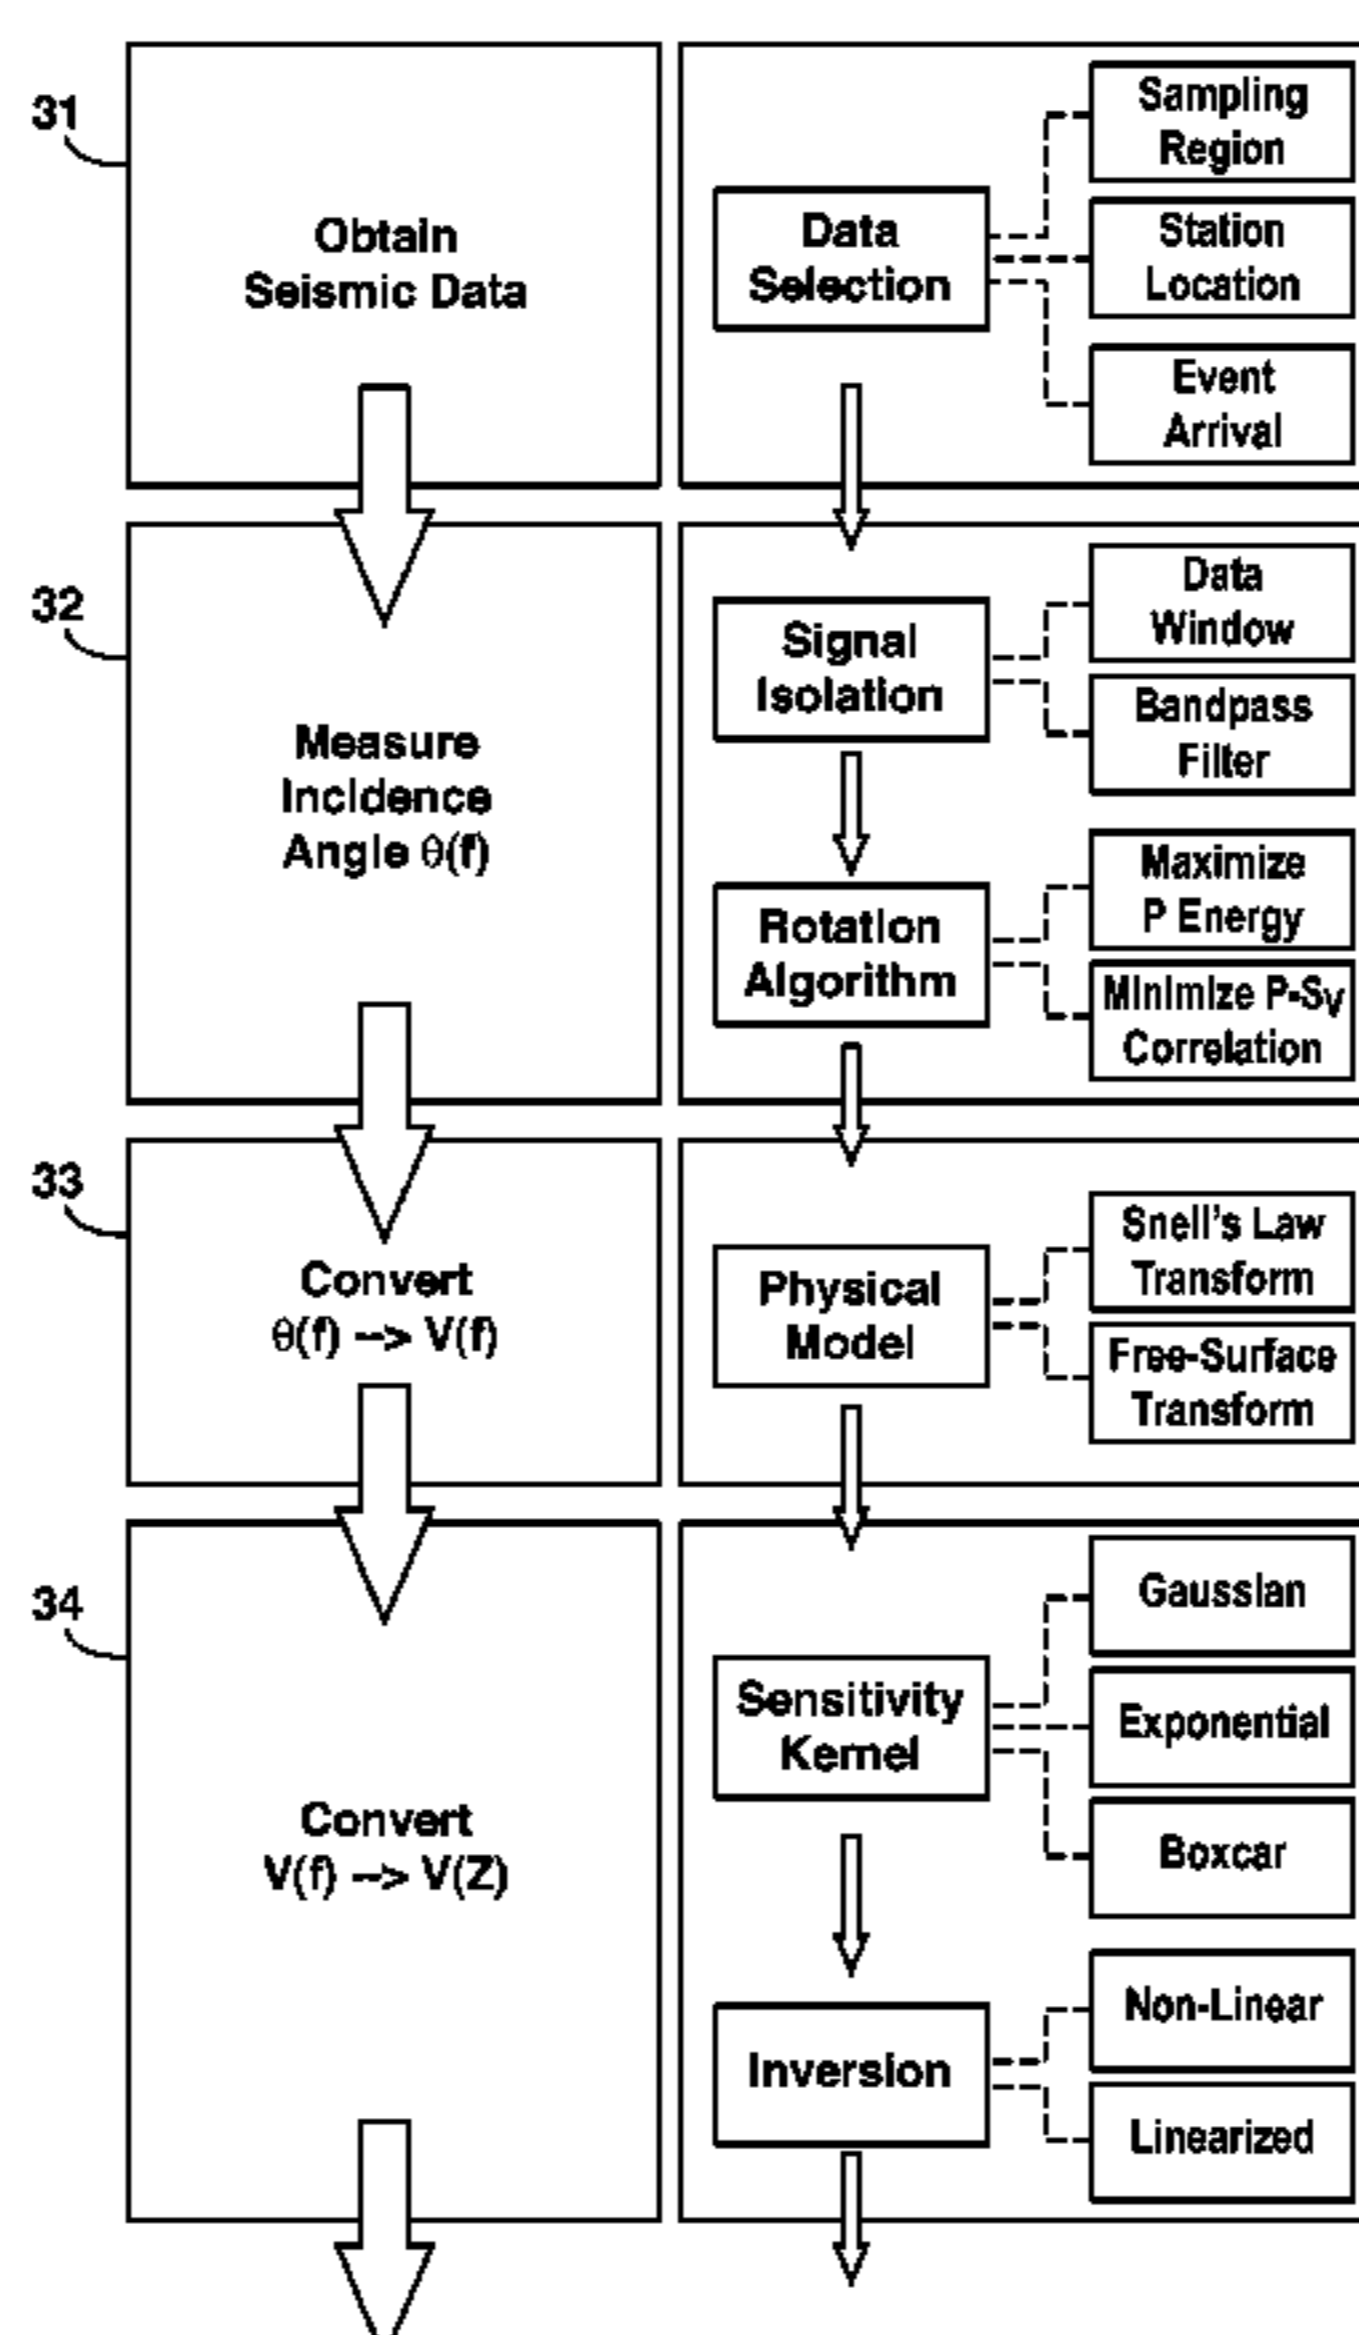 31
Obtain
Seismic Data
Data
Selection
Sampling
Region
Station
Location
Event
Arrival
32
Measure
Incidence
Angle θ(f)
Signal
Isolation
Data
Window
Bandpass
Filter
Rotation
Algorithm
Maximize
P Energy
Minimize P-SV
Correlation
33
Convert
θ(f) --> V(f)
Physical
Model
Snell's Law
Transform
Free-Surface
Transform
34
Convert
V(f) --> V(Z)
Sensitivity
Kernel
Gaussian
Exponential
Boxcar
Inversion
Non-Linear
Linearized